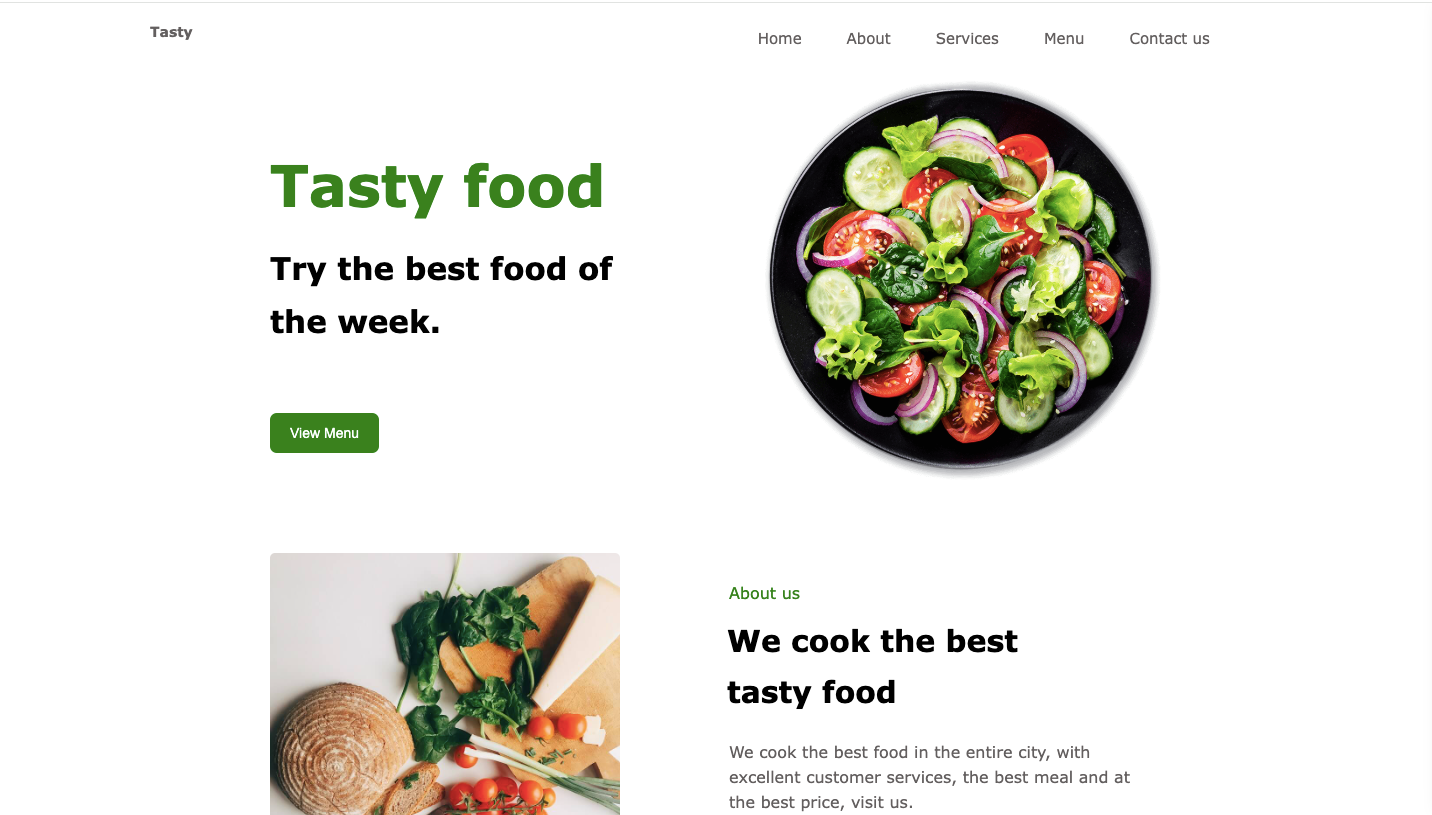 Tasty
Home About Services Menu Contact us
Tasty food
Try the best food of
the week.
View Menu
About us
We cook the best
tasty food
We cook the best food in the entire city, with
excellent customer services, the best meal and at
the best price, visit us.